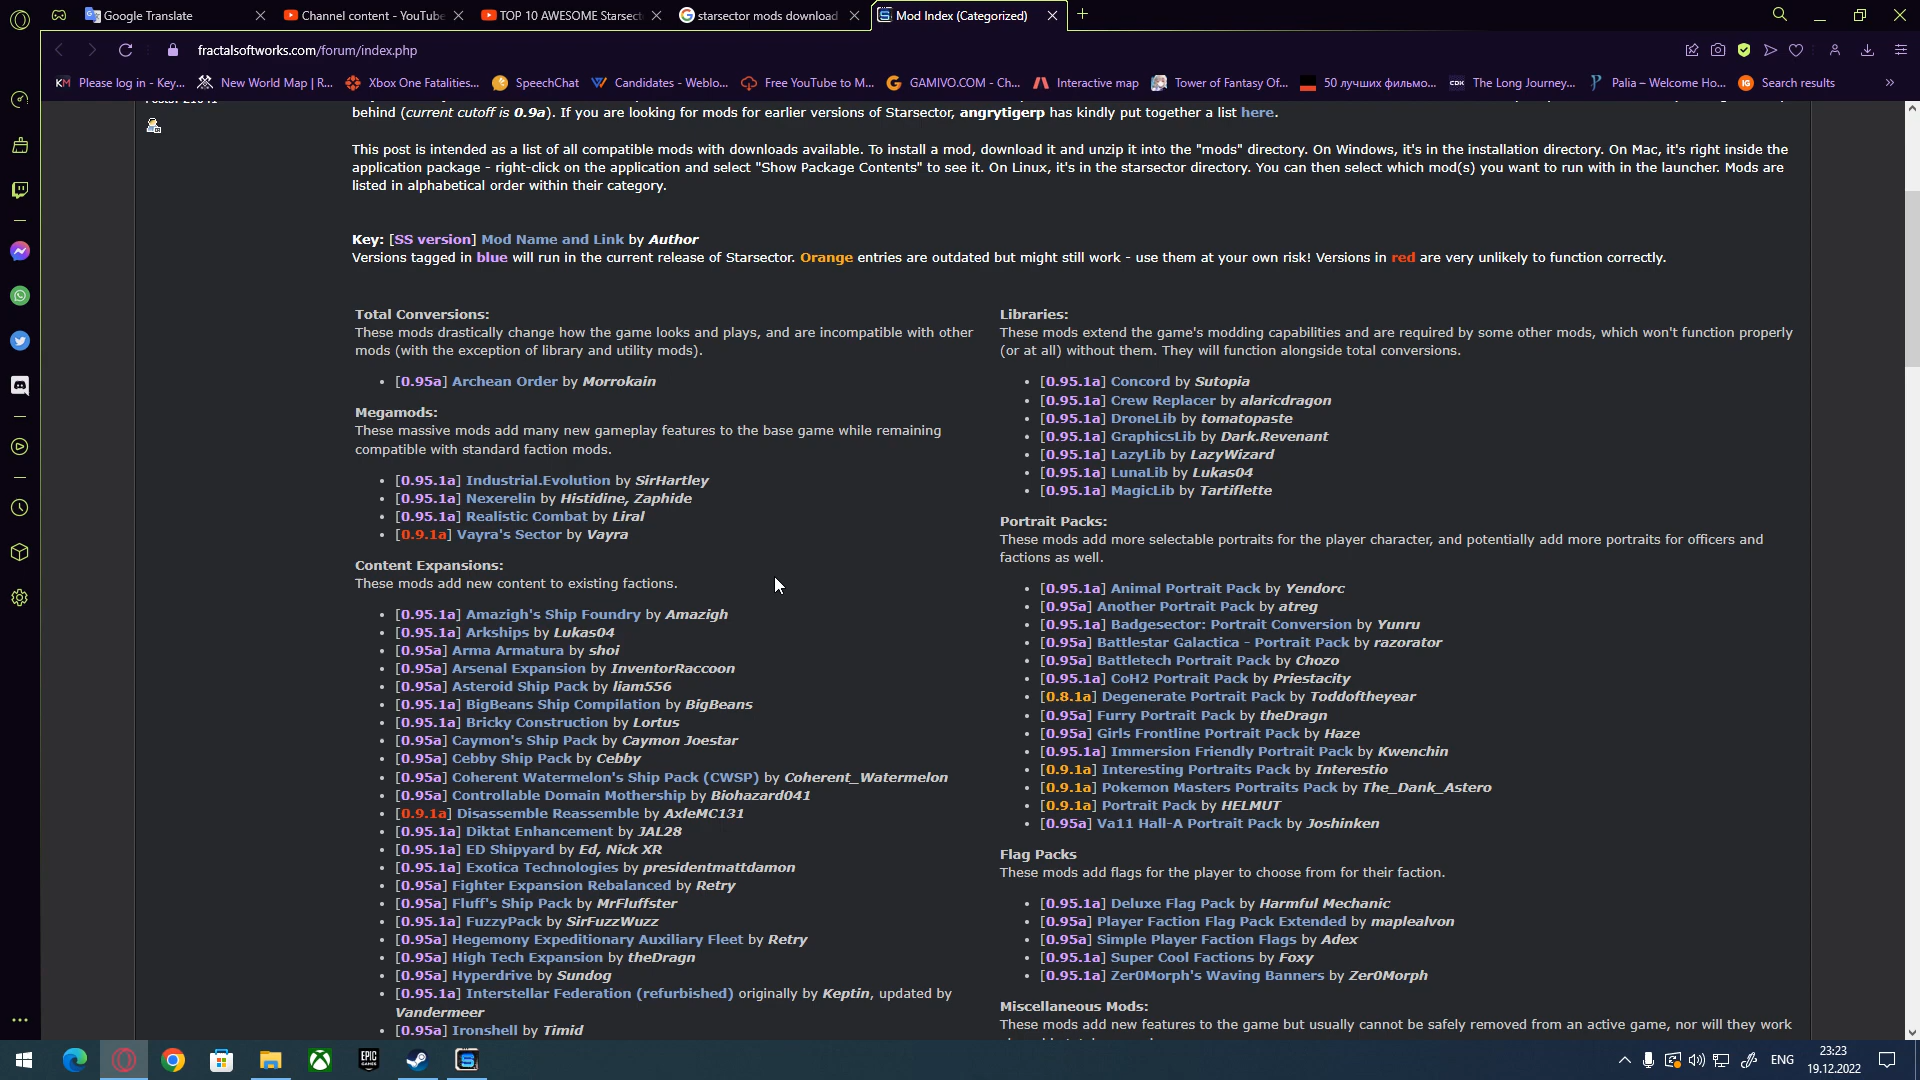 Google Translate
Channel content - YouTube
TOP 10 AWESOME Starsect
starsector mods download
Mod Index (Categorized)
fractalsoftworks.com/forum/index.php
KM Please log in - Key...
New World Map | R...
Xbox One Fatalities...
SpeechChat
Candidates - Weblo...
Free YouTube to M...
GAMIVO.COM - Ch...
Interactive map
Tower of Fantasy Of...
50 лучших фильмо...
CDK The Long Journey...
Palia – Welcome Ho...
IG Search results
»
behind (current cutoff is 0.9a). If you are looking for mods for earlier versions of Starsector, angrytigerp has kindly put together a list here.
This post is intended as a list of all compatible mods with downloads available. To install a mod, download it and unzip it into the "mods" directory. On Windows, it's in the installation directory. On Mac, it's right inside the
application package - right-click on the application and select "Show Package Contents" to see it. On Linux, it's in the starsector directory. You can then select which mod(s) you want to run with in the launcher. Mods are
listed in alphabetical order within their category.
Key: [SS version] Mod Name and Link by Author
Versions tagged in blue will run in the current release of Starsector. Orange entries are outdated but might still work - use them at your own risk! Versions in red are very unlikely to function correctly.
Total Conversions:
These mods drastically change how the game looks and plays, and are incompatible with other
mods (with the exception of library and utility mods).
• [0.95a] Archean Order by Morrokain
Megamods:
These massive mods add many new gameplay features to the base game while remaining
compatible with standard faction mods.
• [0.95.1a] Industrial.Evolution by SirHartley
• [0.95.1a] Nexerelin by Histidine, Zaphide
• [0.95.1a] Realistic Combat by Liral
• [0.9.1a] Vayra's Sector by Vayra
Content Expansions:
These mods add new content to existing factions.
• [0.95.1a] Amazigh's Ship Foundry by Amazigh
• [0.95.1a] Arkships by Lukas04
• [0.95a] Arma Armatura by shoi
• [0.95a] Arsenal Expansion by InventorRaccoon
• [0.95a] Asteroid Ship Pack by liam556
• [0.95.1a] BigBeans Ship Compilation by BigBeans
• [0.95.1a] Bricky Construction by Lortus
• [0.95a] Caymon's Ship Pack by Caymon Joestar
• [0.95a] Cebby Ship Pack by Cebby
• [0.95a] Coherent Watermelon's Ship Pack (CWSP) by Coherent_Watermelon
• [0.95a] Controllable Domain Mothership by Biohazard041
• [0.9.1a] Disassemble Reassemble by AxleMC131
• [0.95.1a] Diktat Enhancement by JAL28
• [0.95.1a] ED Shipyard by Ed, Nick XR
• [0.95.1a] Exotica Technologies by presidentmattdamon
• [0.95a] Fighter Expansion Rebalanced by Retry
• [0.95a] Fluff's Ship Pack by MrFluffster
• [0.95.1a] FuzzyPack by SirFuzzWuzz
• [0.95a] Hegemony Expeditionary Auxiliary Fleet by Retry
• [0.95a] High Tech Expansion by theDragn
• [0.95a] Hyperdrive by Sundog
• [0.95.1a] Interstellar Federation (refurbished) originally by Keptin, updated by
Vandermeer
• [0.95a] Ironshell by Timid
Libraries:
These mods extend the game's modding capabilities and are required by some other mods, which won't function properly
(or at all) without them. They will function alongside total conversions.
• [0.95.1a] Concord by Sutopia
• [0.95.1a] Crew Replacer by alaricdragon
• [0.95.1a] DroneLib by tomatopaste
• [0.95.1a] GraphicsLib by Dark.Revenant
• [0.95.1a] LazyLib by LazyWizard
• [0.95.1a] LunaLib by Lukas04
• [0.95.1a] MagicLib by Tartiflette
Portrait Packs:
These mods add more selectable portraits for the player character, and potentially add more portraits for officers and
factions as well.
• [0.95.1a] Animal Portrait Pack by Yendorc
• [0.95a] Another Portrait Pack by atreg
• [0.95.1a] Badgesector: Portrait Conversion by Yunru
• [0.95a] Battlestar Galactica - Portrait Pack by razorator
• [0.95a] Battletech Portrait Pack by Chozo
• [0.95.1a] CoH2 Portrait Pack by Priestacity
• [0.8.1a] Degenerate Portrait Pack by Toddoftheyear
• [0.95a] Furry Portrait Pack by theDragn
• [0.95a] Girls Frontline Portrait Pack by Haze
• [0.95.1a] Immersion Friendly Portrait Pack by Kwenchin
• [0.9.1a] Interesting Portraits Pack by Interestio
• [0.9.1a] Pokemon Masters Portraits Pack by The_Dank_Astero
• [0.9.1a] Portrait Pack by HELMUT
• [0.95a] Va11 Hall-A Portrait Pack by Joshinken
Flag Packs
These mods add flags for the player to choose from for their faction.
• [0.95.1a] Deluxe Flag Pack by Harmful Mechanic
• [0.95a] Player Faction Flag Pack Extended by maplealvon
• [0.95a] Simple Player Faction Flags by Adex
• [0.95.1a] Super Cool Factions by Foxy
• [0.95.1a] Zer0Morph's Waving Banners by Zer0Morph
Miscellaneous Mods:
These mods add new features to the game but usually cannot be safely removed from an active game, nor will they work
EPIC GAMES
ENG
23:23
19.12.2022